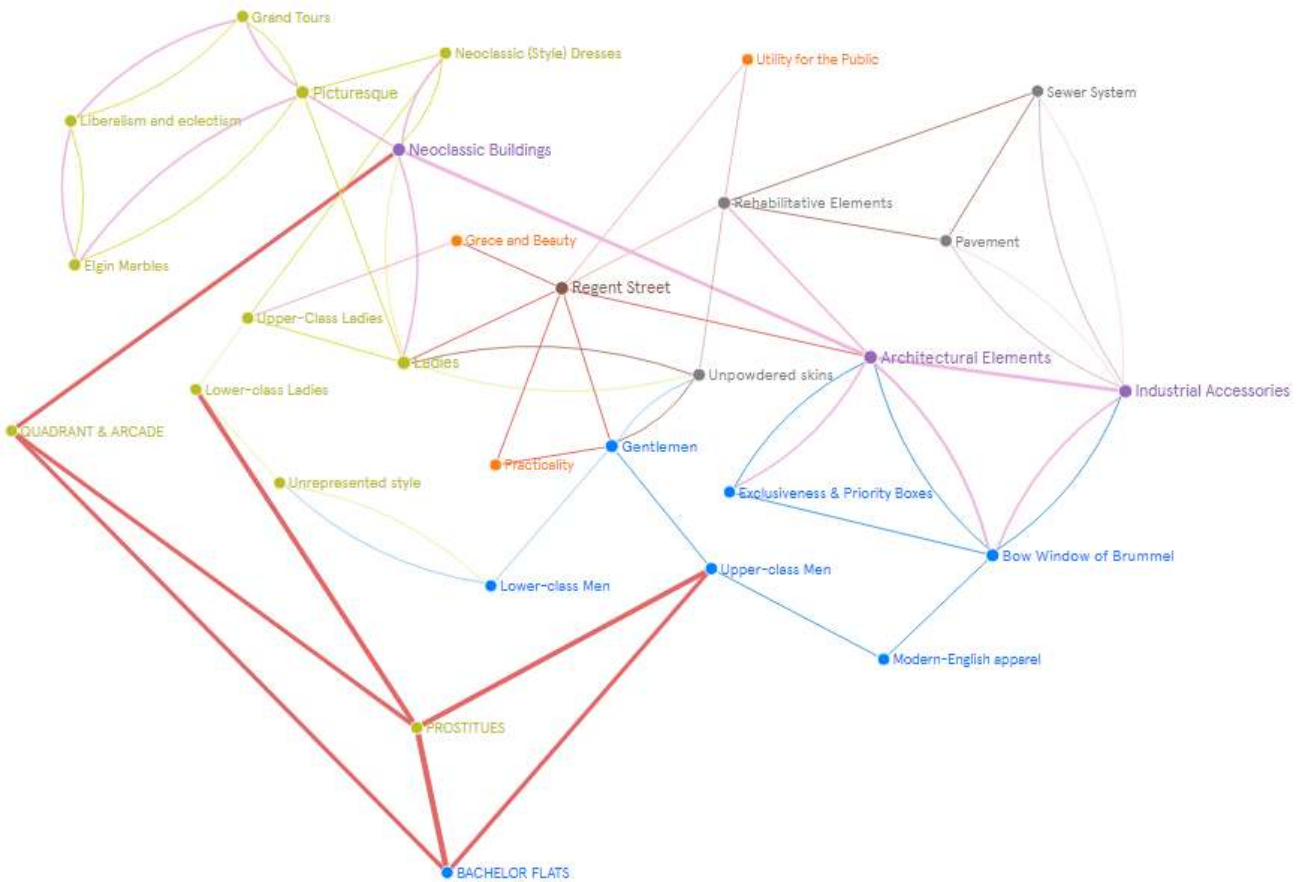 Grand Tours
Neoclassic (Style) Dresses
Utility for the Public
Picturesque
Sewer System
Liberalism and eclectism
Neoclassic Buildings
Rehabilitative Elements
Grace and Beauty
Pavement
Elgin Marbles
Regent Street
Upper-Class Ladies
Architectural Elements
Ladies
Unpowdered skins
Lower-class Ladies
Industrial Accessories
QUADRANT & ARCADE
Gentlemen
Practicality
Unrepresented style
Exclusiveness & Priority Boxes
Bow Window of Brummel
Upper-class Men
Lower-class Men
Modern-English apparel
PROSTITUES
BACHELOR FLATS